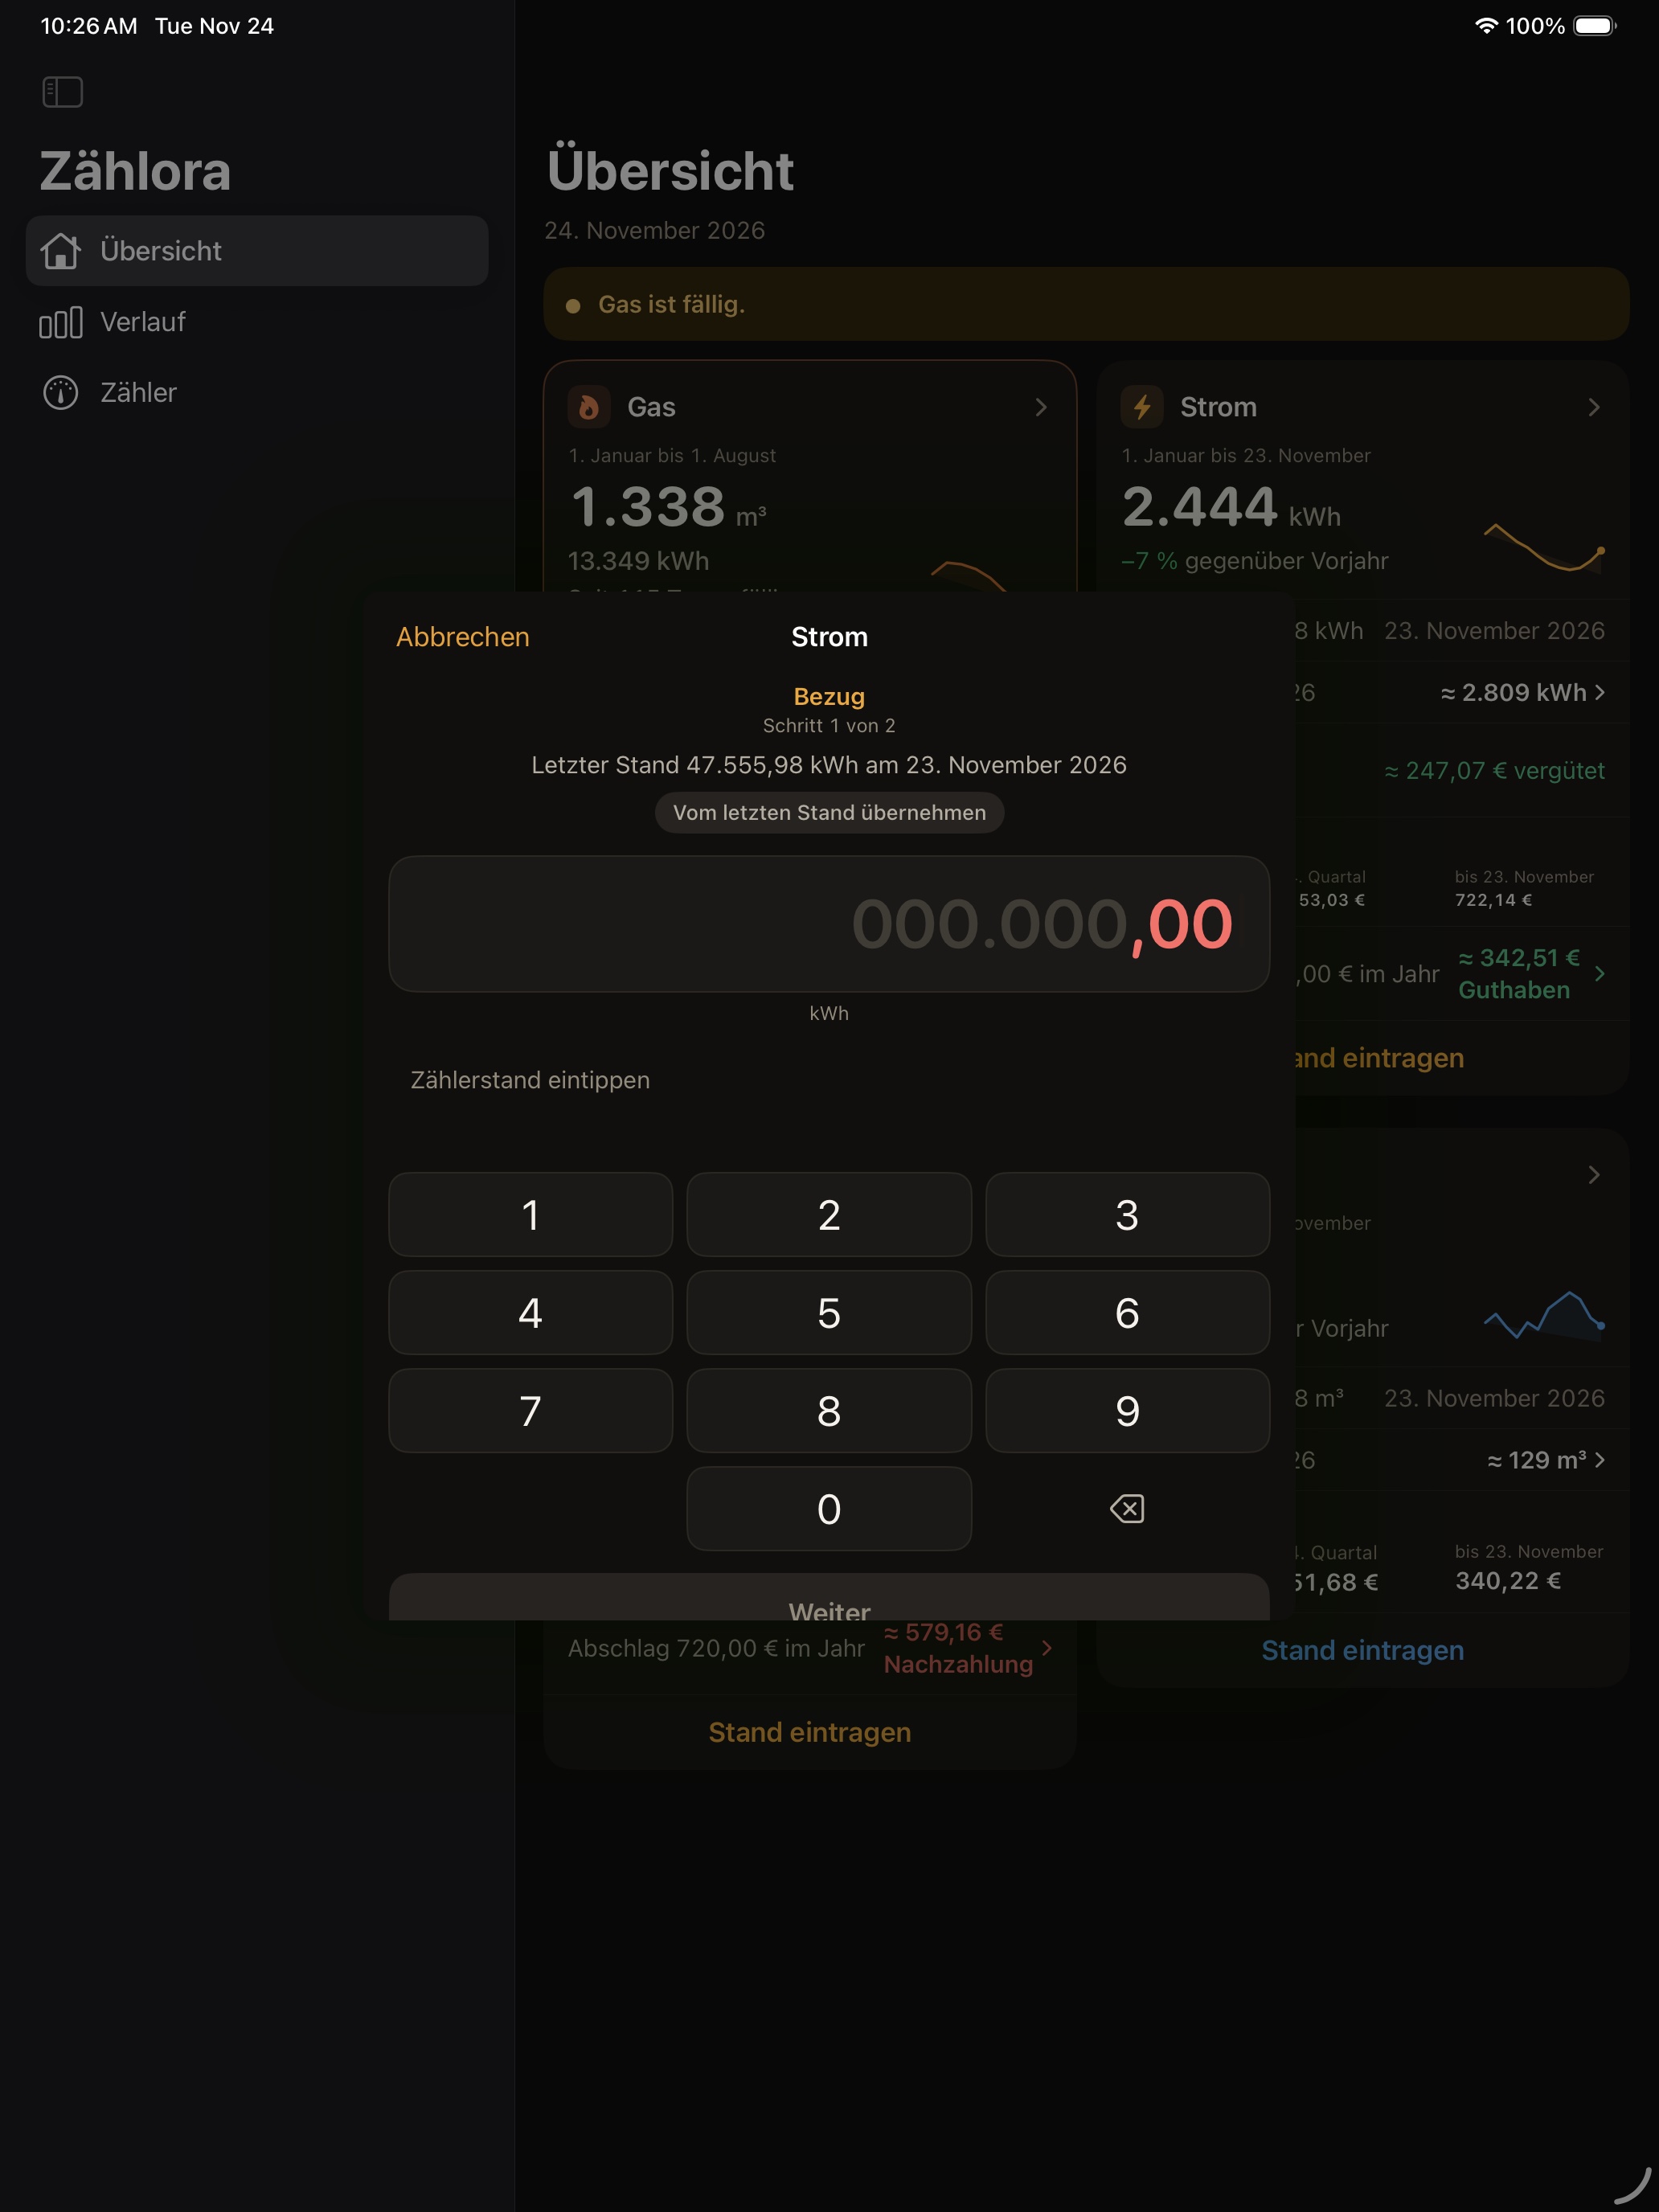 10:26 AM Tue Nov 24
100%
Zählora
Übersicht
Verlauf
Zähler
Übersicht
24. November 2026
Gas ist fällig.
Gas
1. Januar bis 1. August
1.338 m³
13.349 kWh
Strom
1. Januar bis 23. November
2.444 kWh
−7 % gegenüber Vorjahr
8 kWh 23. November 2026
26 ≈ 2.809 kWh
≈ 247,07 € vergütet
. Quartal
53,03 €
bis 23. November
722,14 €
,00 € im Jahr
≈ 342,51 €
Guthaben
and eintragen
Abbrechen
Strom
Bezug
Schritt 1 von 2
Letzter Stand 47.555,98 kWh am 23. November 2026
Vom letzten Stand übernehmen
000.000,00
kWh
Zählerstand eintippen
1
2
3
4
5
6
7
8
9
0
Weiter
ovember
r Vorjahr
8 m³ 23. November 2026
26 ≈ 129 m³
4. Quartal
51,68 €
bis 23. November
340,22 €
Stand eintragen
Abschlag 720,00 € im Jahr
≈ 579,16 €
Nachzahlung
Stand eintragen